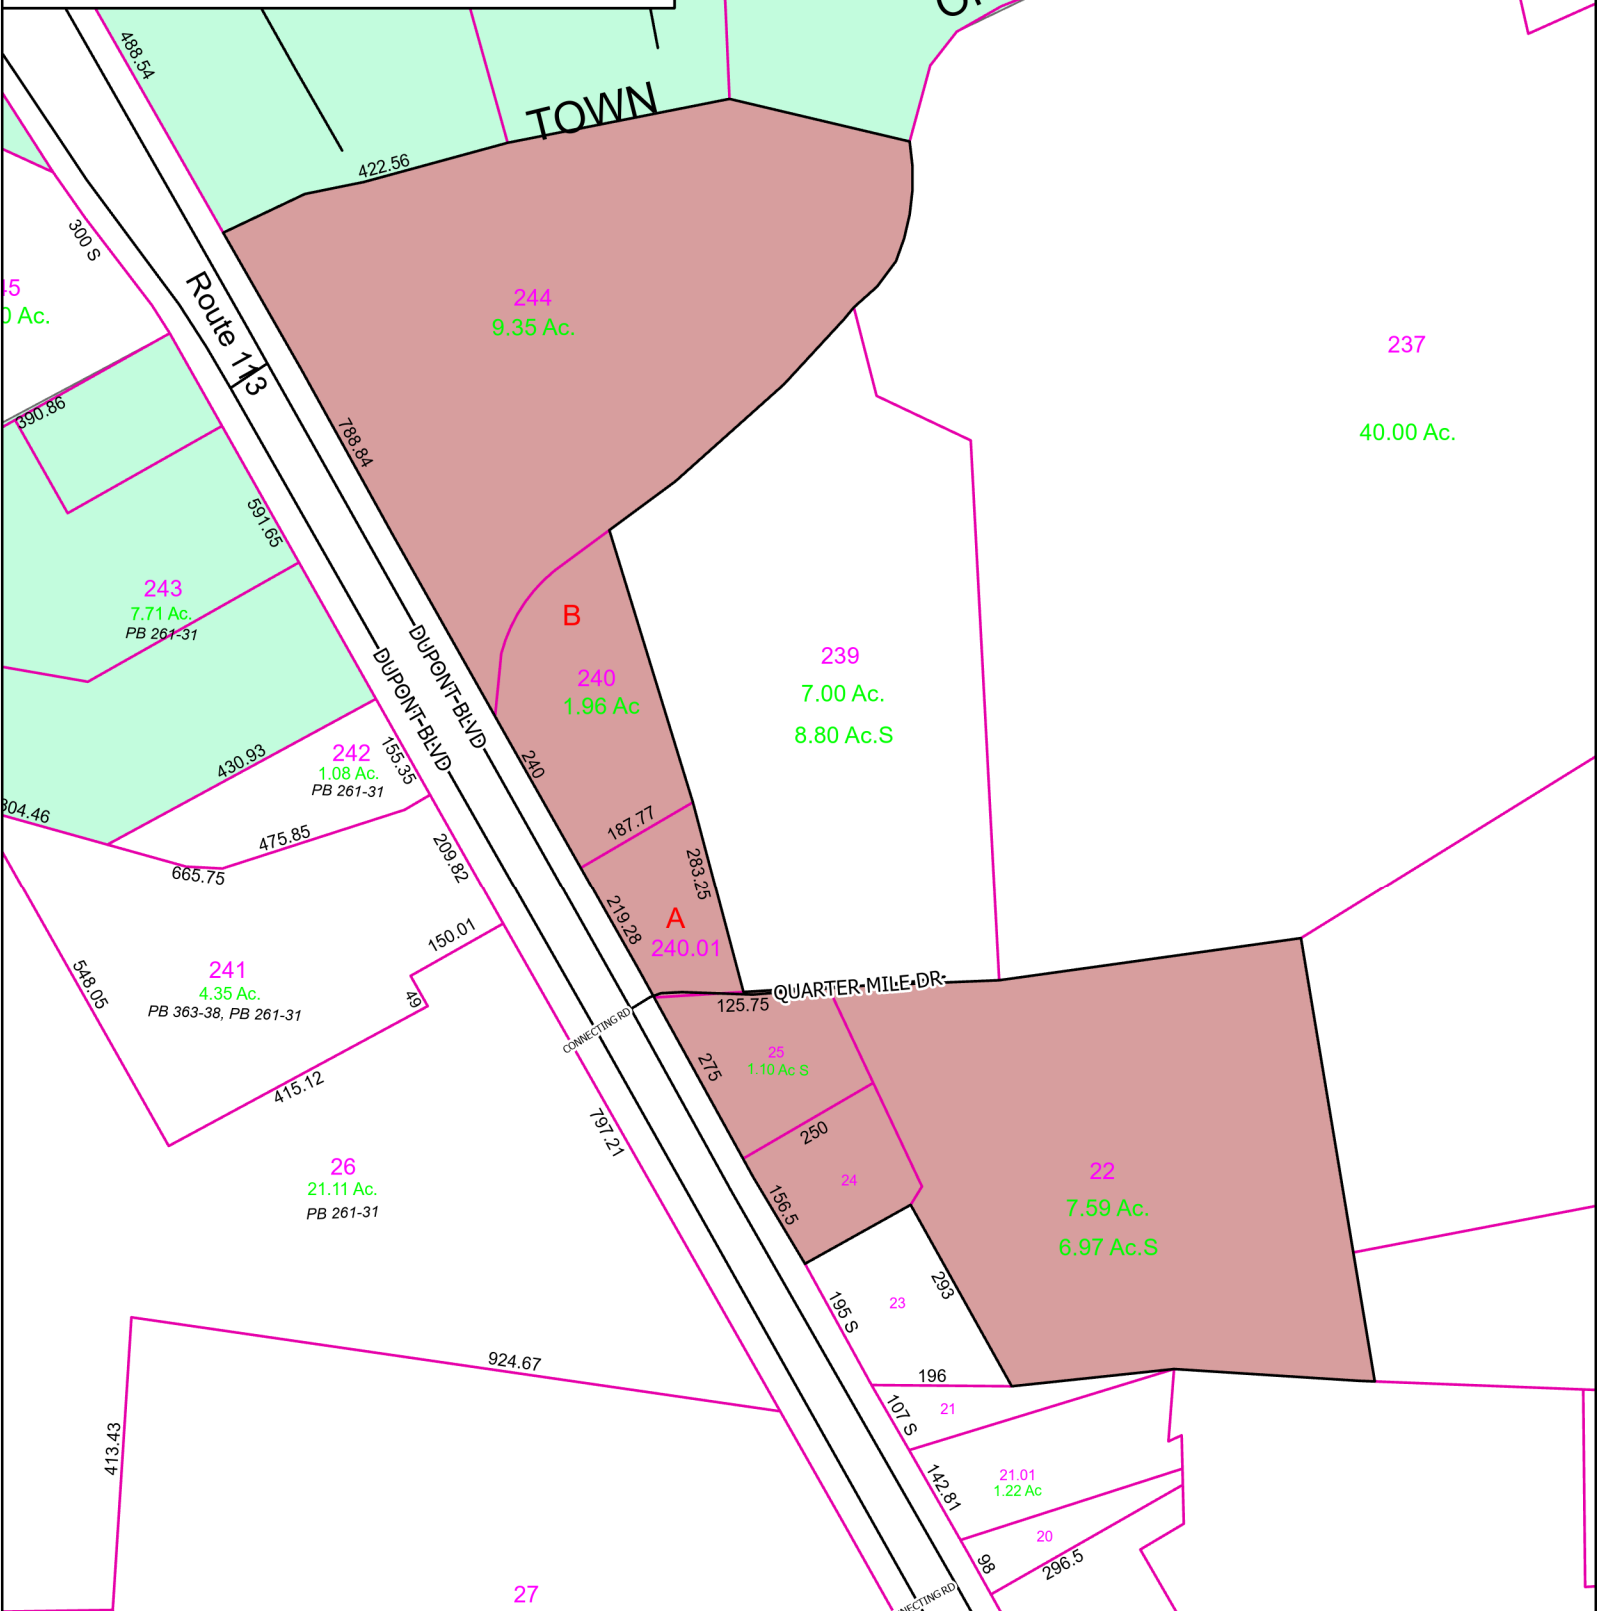 488.54
TOWN
422.56
300 S
0 Ac.
Route 113
244
9.35 Ac.
237
40.00 Ac.
390.86
788.84
591.65
243
7.71 Ac.
PB 261-31
B
240
1.96 Ac
239
7.00 Ac.
8.80 Ac.S
DUPONT BLVD
DUPONT BLVD
430.93
155.35
242
1.08 Ac.
PB 261-31
240
304.46
475.85
665.75
209.82
187.77
283.25
219.28
A
240.01
150.01
548.05
241
4.35 Ac.
PB 363-38, PB 261-31
49
415.12
CONNECTING RD
QUARTER MILE DR
125.75
275
25
1.10 Ac S
250
797.21
24
156.5
26
21.11 Ac.
PB 261-31
22
7.59 Ac.
6.97 Ac.S
293
23
195 S
924.67
196
107 S
21
413.43
142.81
21.01
1.22 Ac
20
98
296.5
27
NECTING RD